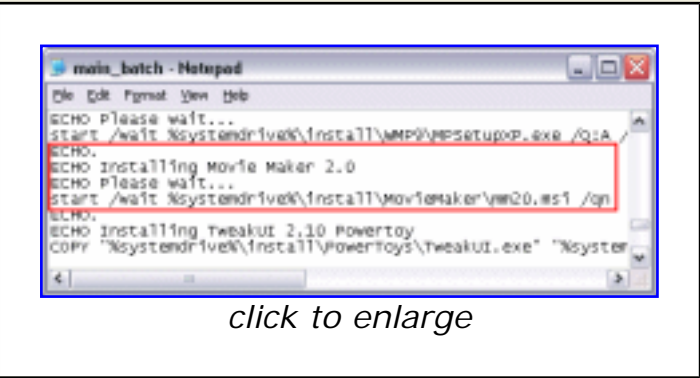 main_batch - Notepad
File Edit Format View Help
ECHO Please wait...
start /wait %systemdrive%\install\WMP9\MPSetupXP.exe /Q:A /
ECHO.
ECHO Installing Movie Maker 2.0
ECHO Please wait...
start /wait %systemdrive%\install\MovieMaker\mm20.msi /qn
ECHO.
ECHO Installing TweakUI 2.10 Powertoy
COPY "%systemdrive%\install\PowerToys\TweakUI.exe" "%system
click to enlarge